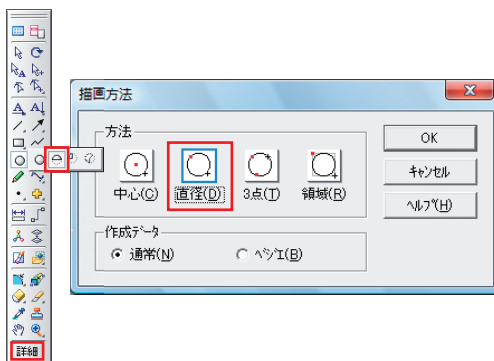 描画方法
方法
中心(C) 直径(D) 3点(T) 領域(R)
作成データ
通常(N) ベジエ(B)
OK
キャンセル
ヘルプ(H)
詳細